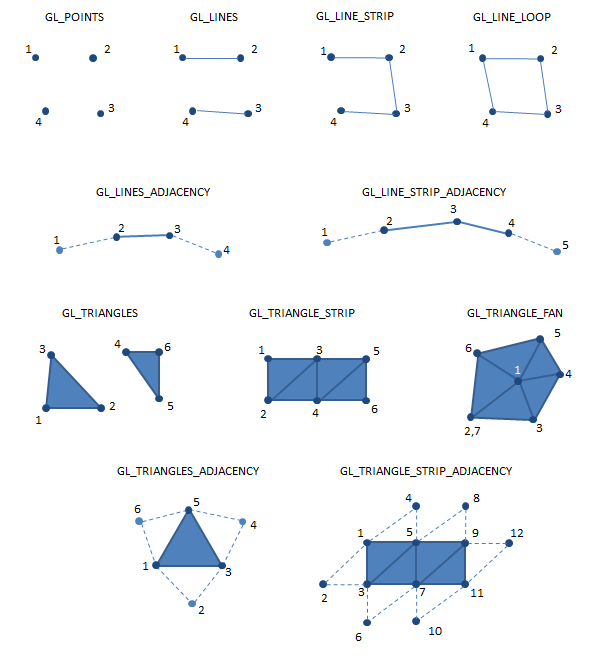 GL_POINTS GL_LINES GL_LINE_STRIP GL_LINE_LOOP
1 2 1 2 1 2 1 2
4 3 4 3 4 3 4 3
GL_LINES_ADJACENCY GL_LINE_STRIP_ADJACENCY
1 2 3 4 1 2 3 4 5
GL_TRIANGLES GL_TRIANGLE_STRIP GL_TRIANGLE_FAN
3 4 6 1 3 5 6 5
1 4
1 2 5 2 4 6 2,7 3
GL_TRIANGLES_ADJACENCY GL_TRIANGLE_STRIP_ADJACENCY
6 5 4 4 8
1 5 9 12
1 3 2 3 7 11
2 6 10